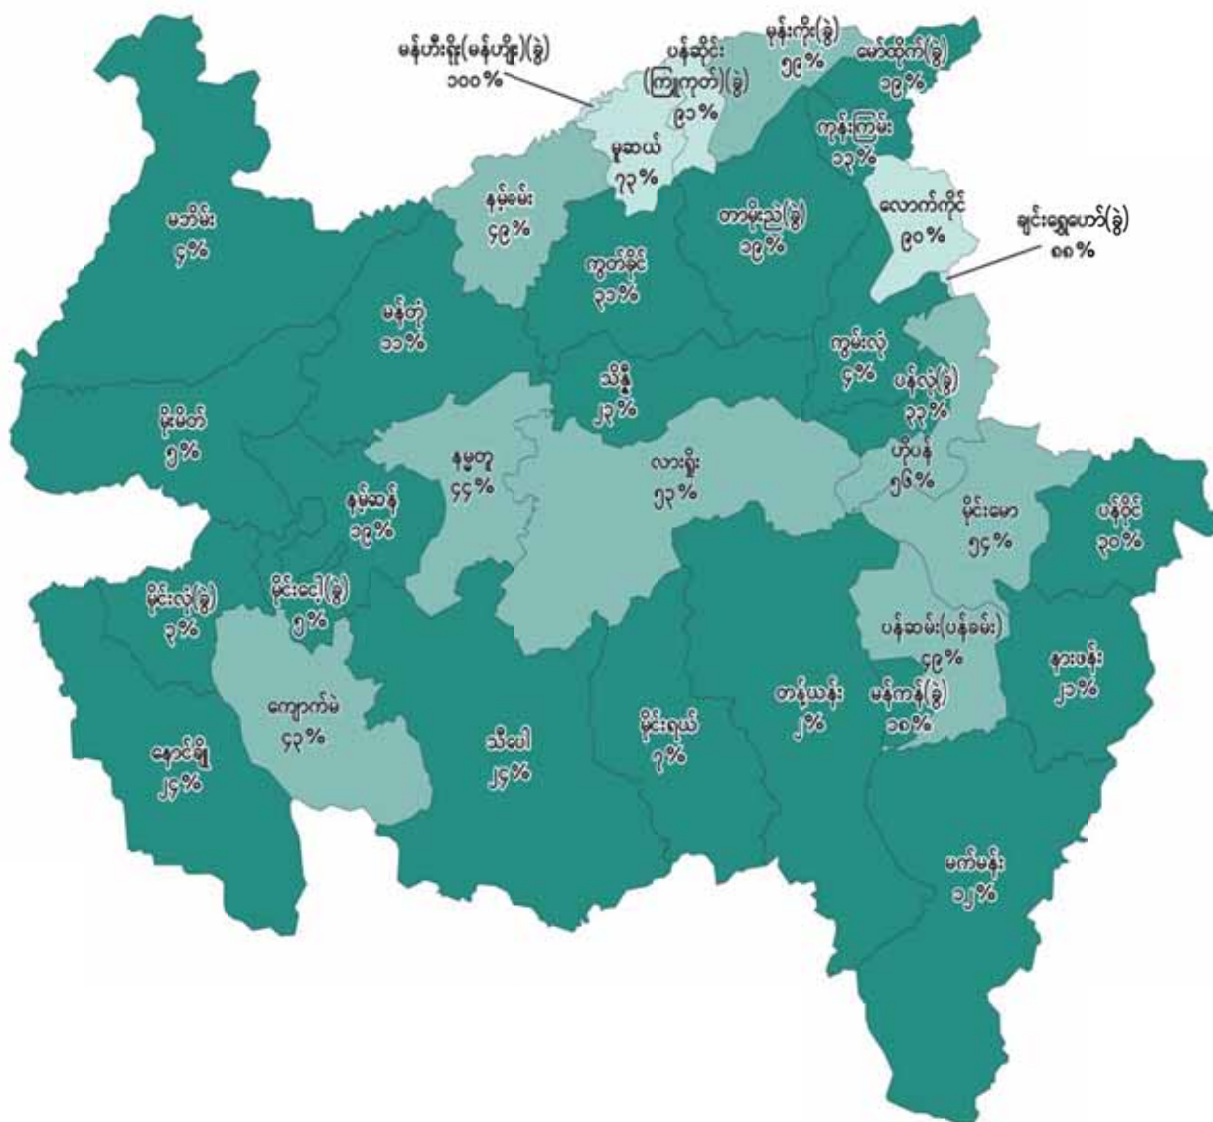 မန်ဟီးရိုး(မန်ဟျိုး)(ခွဲ)
၁၀၀%
ပန်ဆိုင်း
(ကြူကုတ်)(ခွဲ)
၉၁%
မုန်းကိုး(ခွဲ)
၅၉%
မော်ထိုက်(ခွဲ)
၁၉%
ကုန်းကြမ်း
၁၃%
မူဆယ်
၇၃%
နမ့်ခမ်း
၄၉%
မဘိမ်း
၄%
တာမိုးညဲ(ခွဲ)
၁၉%
လောက်ကိုင်
၉၀%
ချင်းရွှေဟော်(ခွဲ)
၈၈%
ကွတ်ခိုင်
၃၁%
မန်တုံ
၁၁%
ကွမ်းလုံ
၄%
သိန္နီ
၂၃%
ပန်လုံ(ခွဲ)
၃၃%
မိုးမိတ်
၅%
နမ္မတူ
၄၄%
လားရှိုး
၅၃%
ဟိုပန်
၅၆%
နမ့်ဆန်
၁၉%
မိုင်းမော
၅၄%
ပန်ဝိုင်
၃၀%
မိုင်းလုံ(ခွဲ)
၃%
မိုင်းငေါ့(ခွဲ)
၅%
ပန်ဆမ်း(ပန်ခမ်း)
၄၉%
နားဖန်း
၂၁%
ကျောက်မဲ
၄၃%
တန့်ယန်း
၂%
မန်ကန်(ခွဲ)
၁၈%
နောင်ချို
၂၄%
သီပေါ
၂၄%
မိုင်းရယ်
၇%
မက်မန်း
၁၂%